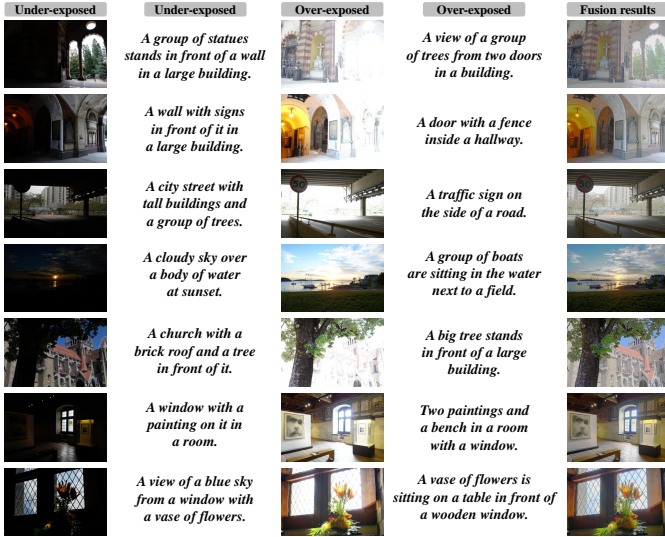 Under-exposed Under-exposed Over-exposed Over-exposed Fusion results
A group of statues
stands in front of a wall
in a large building.
A view of a group
of trees from two doors
in a building.
A wall with signs
in front of it in
a large building.
A door with a fence
inside a hallway.
A city street with
tall buildings and
a group of trees.
50
A traffic sign on
the side of a road.
A cloudy sky over
a body of water
at sunset.
A group of boats
are sitting in the water
next to a field.
A church with a
brick roof and a tree
in front of it.
A big tree stands
in front of a large
building.
A window with a
painting on it in
a room.
Two paintings and
a bench in a room
with a window.
A view of a blue sky
from a window with
a vase of flowers.
A vase of flowers is
sitting on a table in front of
a wooden window.